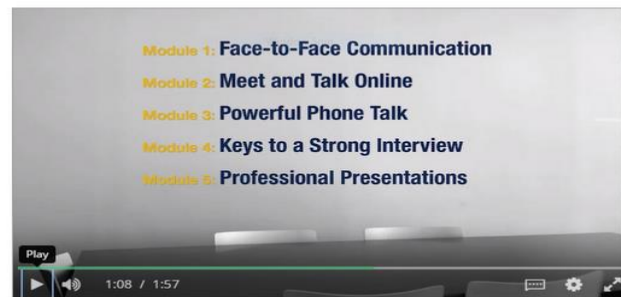 Module 1: Face-to-Face Communication
Module 2: Meet and Talk Online
Module 3: Powerful Phone Talk
Module 4: Keys to a Strong Interview
Module 5: Professional Presentations
Play
1:08 / 1:57